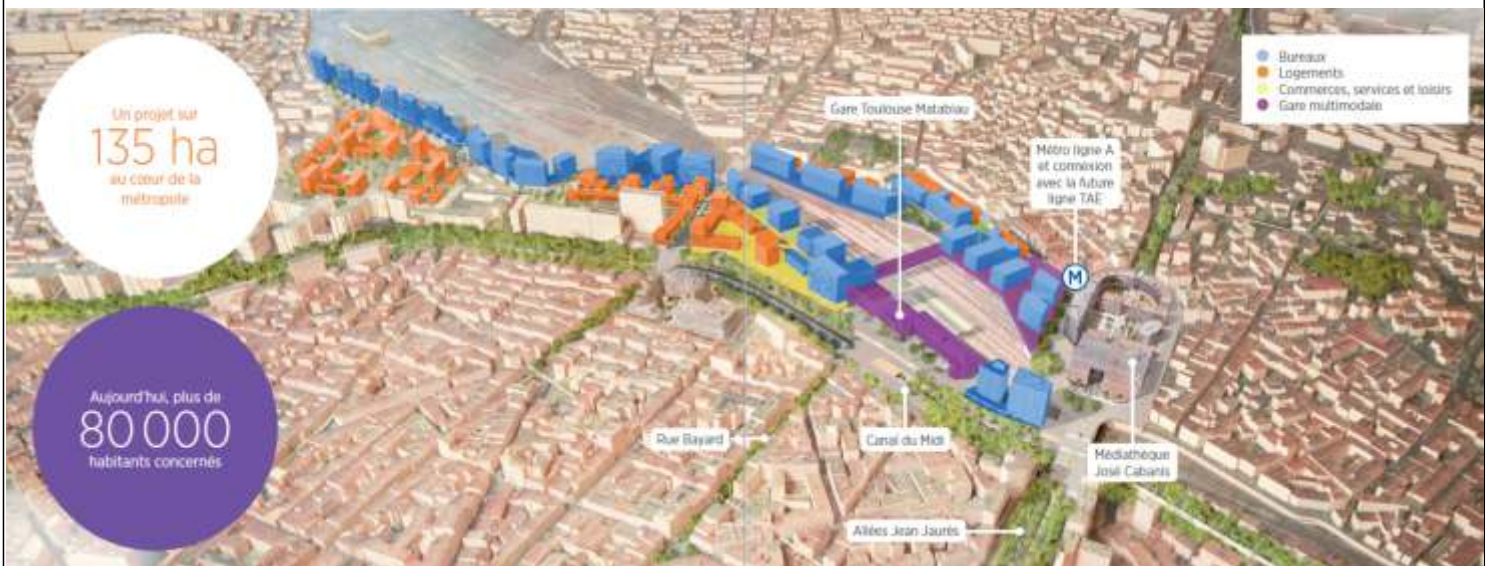 Un projet sur
135 ha
au cœur de la
métropole
Aujourd'hui, plus de
80 000
habitants concernés
Gare Toulouse Matabiau
Métro ligne A
et connexion
avec la future
ligne TAE
M
Bureaux
Logements
Commerces, services et loisirs
Gare multimodale
Rue Bayard
Canal du Midi
Médiathèque
José Cabanis
Allées Jean Jaurès